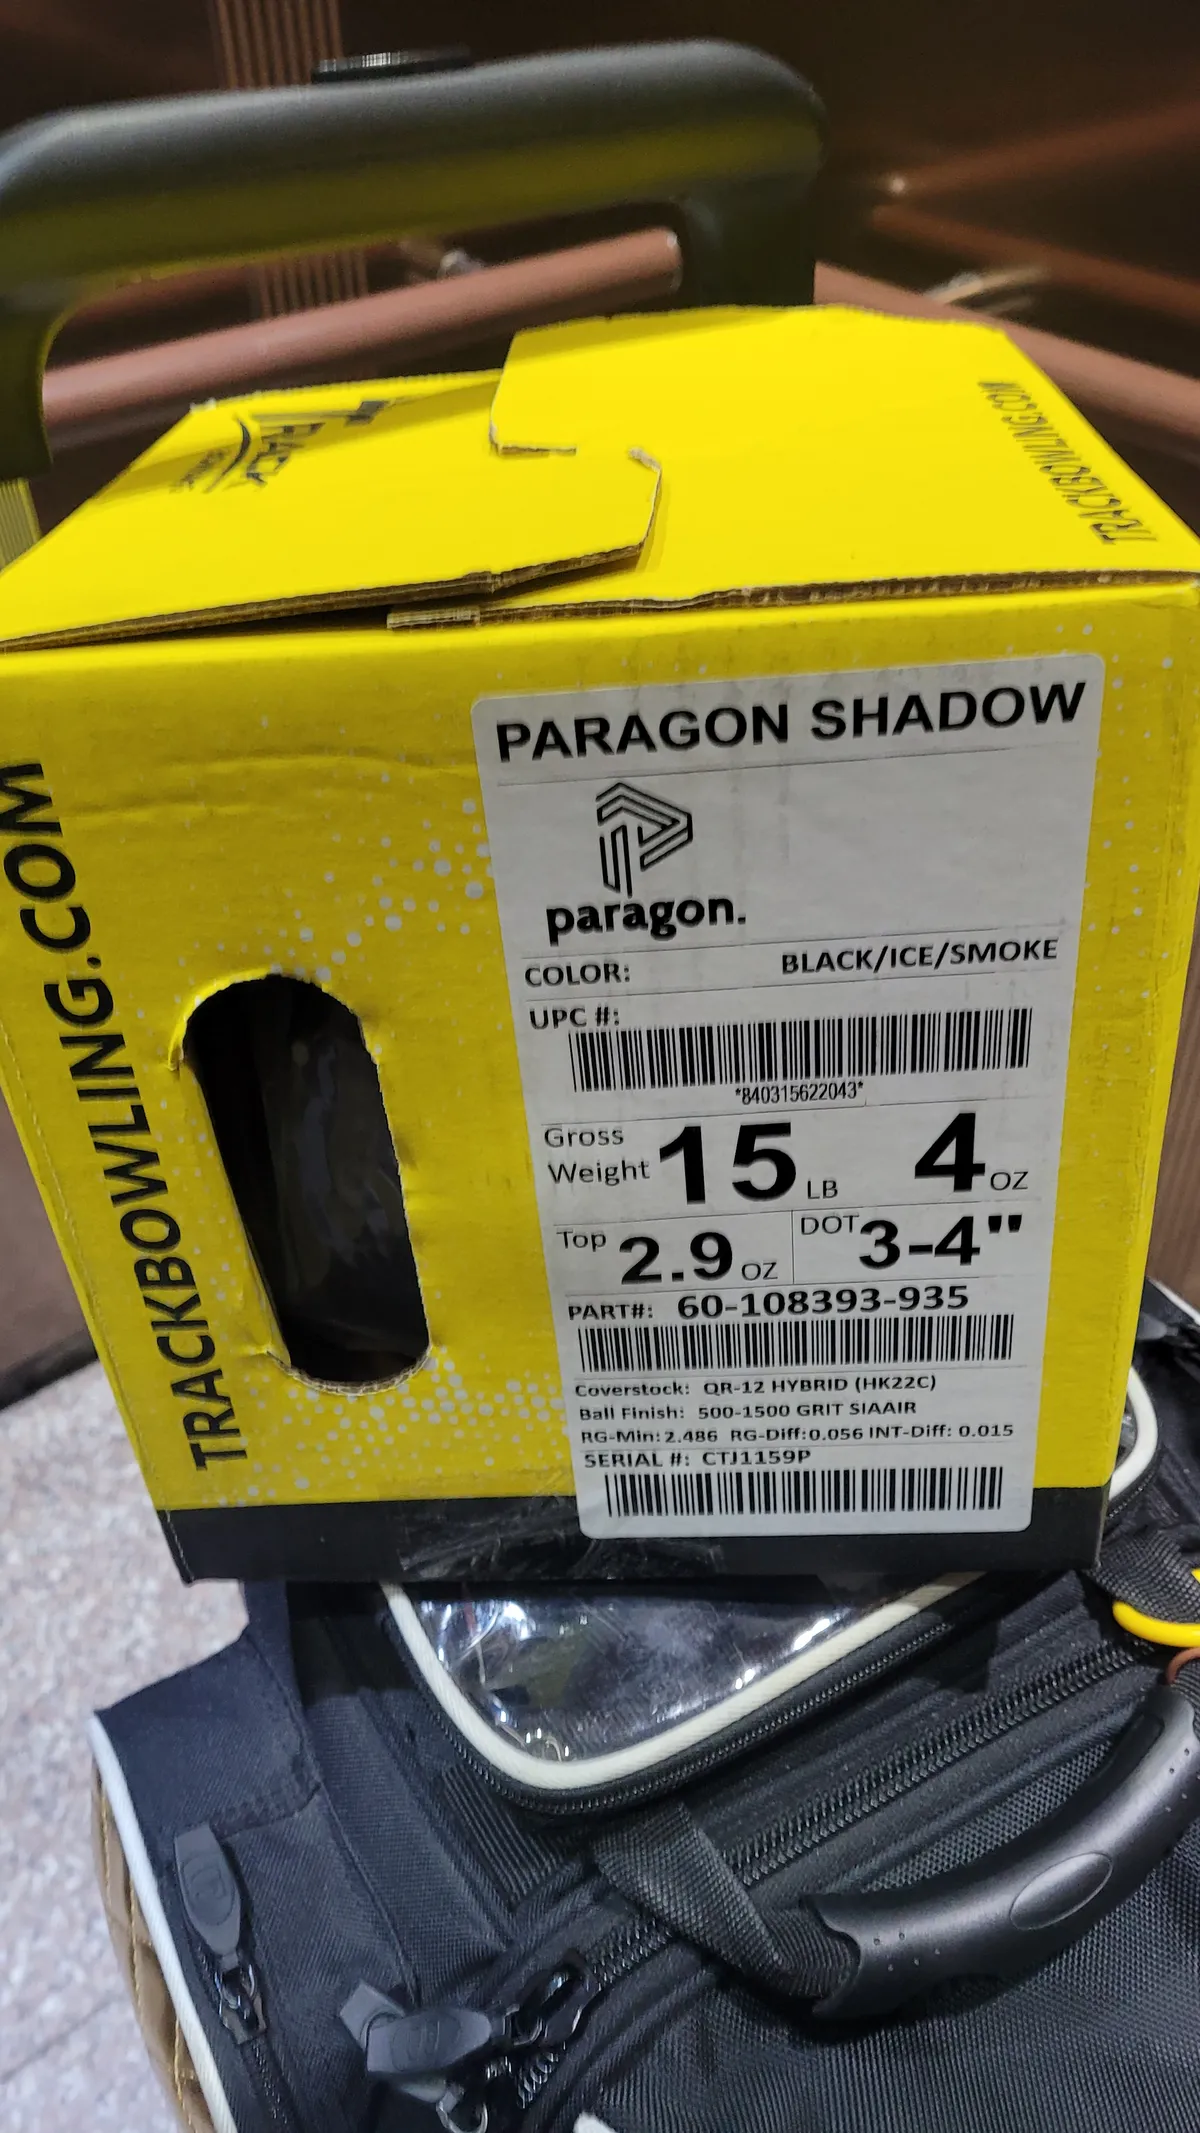 TRACK
TRACKBOWLING.COM
TRACKBOWLING.COM
PARAGON SHADOW
paragon.
COLOR: BLACK/ICE/SMOKE
UPC #:
*840315622043*
Gross Weight 15 LB 4 OZ
Top 2.9 OZ DOT 3-4"
PART#: 60-108393-935
Coverstock: QR-12 HYBRID (HK22C)
Ball Finish: 500-1500 GRIT SIAAIR
RG-Min: 2.486 RG-Diff: 0.056 INT-Diff: 0.015
SERIAL #: CTJ1159P